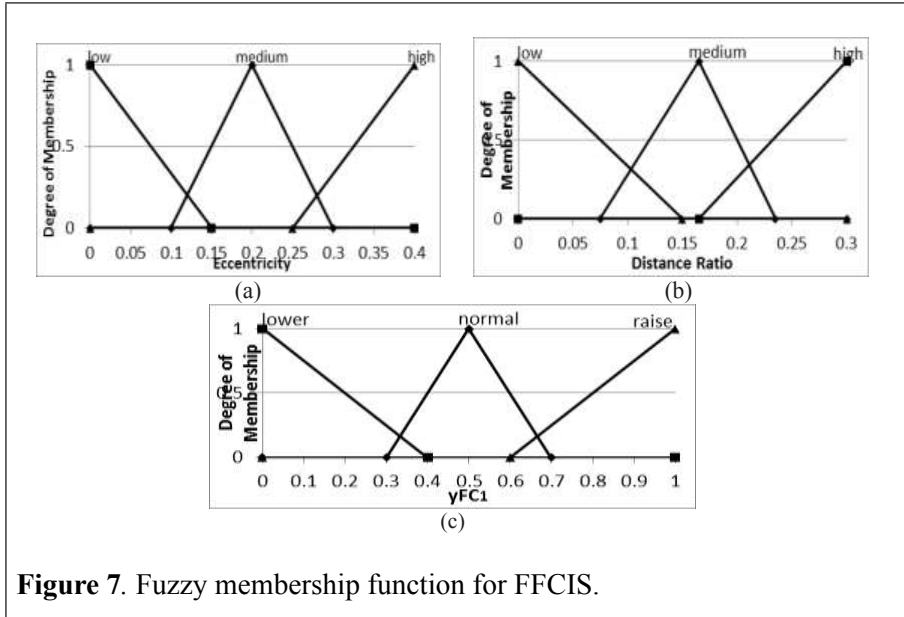 low medium high
1
Degree of Membership
0.5
0
0 0.1 0.15 0.2 0.25 0.3 0.4
Eccentricity
(a)
low medium high
1
Degree of
Membership
0.5
0
0 0.05 0.1 0.15 0.2 0.25 0.3
Distance Ratio
(b)
lower normal raise
1
Degree of
Membership
0.5
0
0 0.1 0.2 0.3 0.4 0.5 0.6 0.7 0.8 0.9 1
yFC1
(c)
Figure 7. Fuzzy membership function for FFCIS.